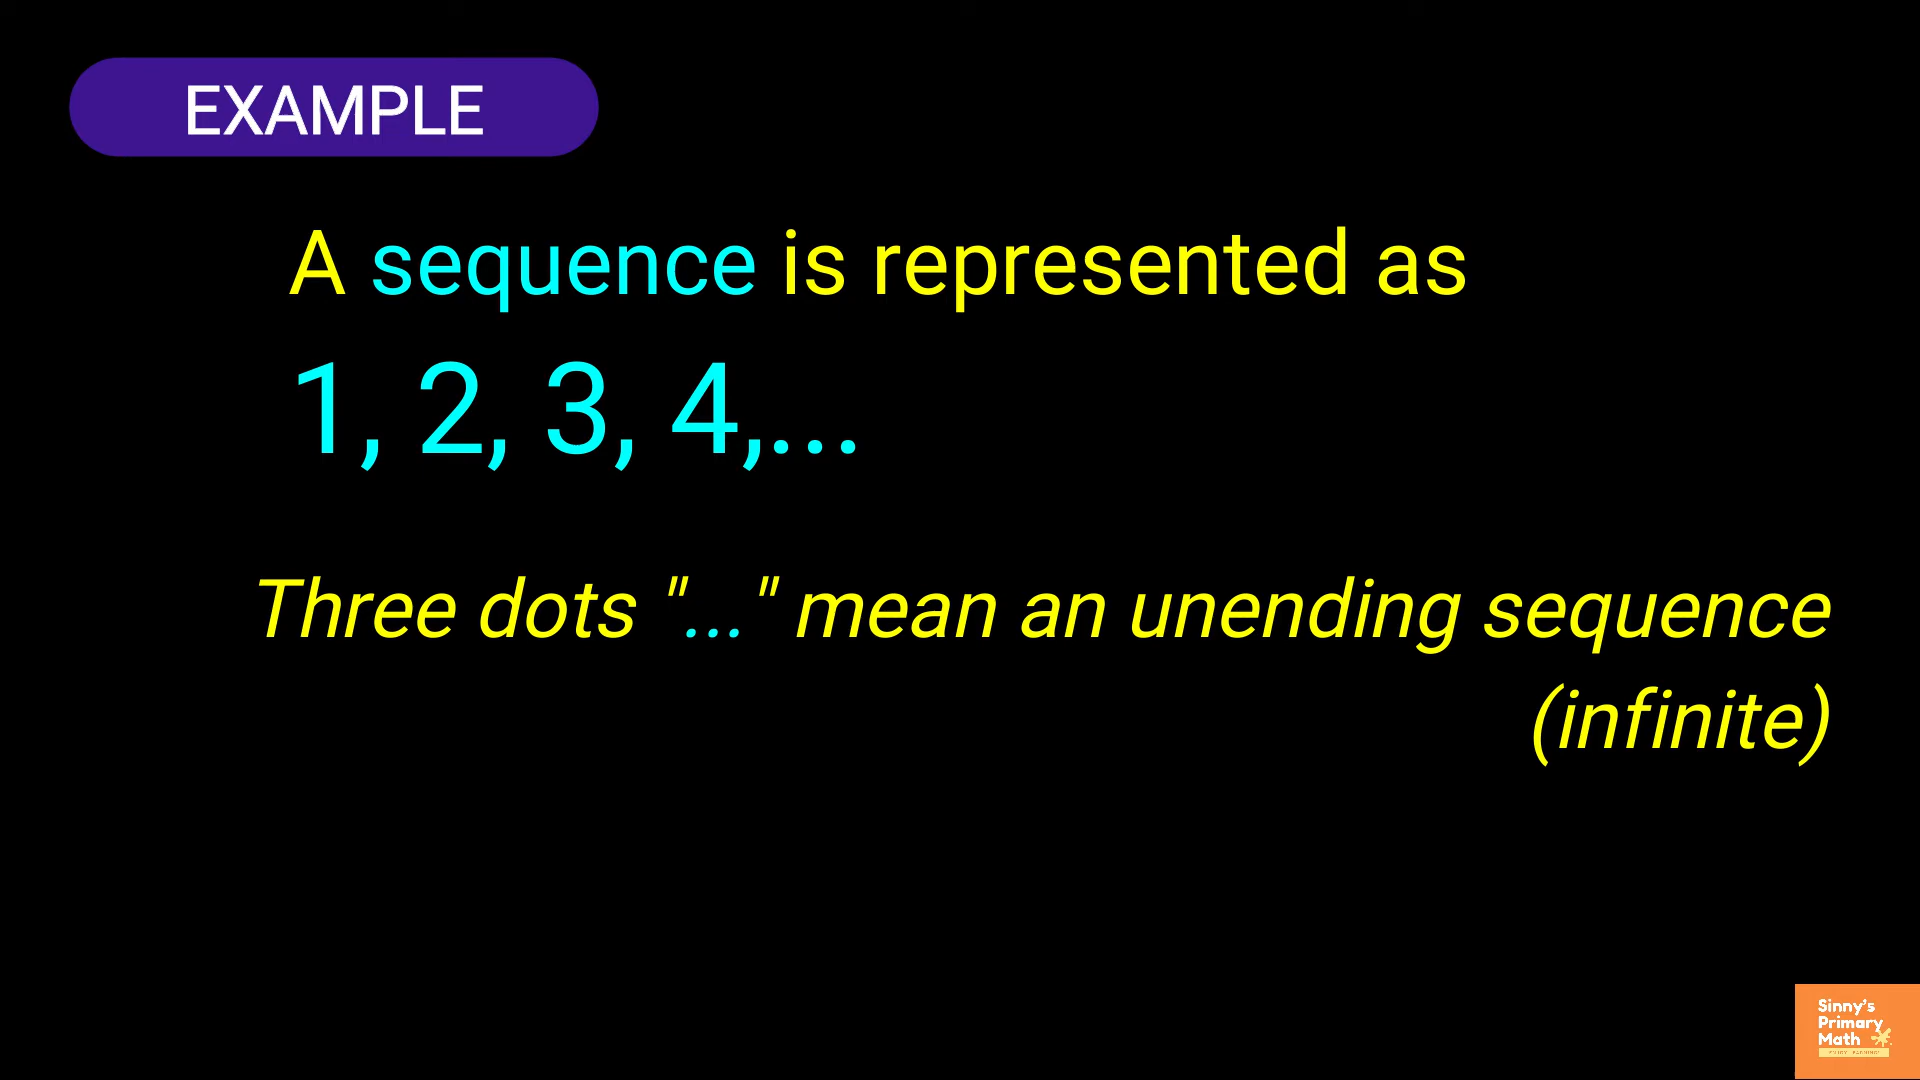 EXAMPLE
A sequence is represented as
1, 2, 3, 4,...
Three dots "..." mean an unending sequence
(infinite)
Sinny's
Primary
Math